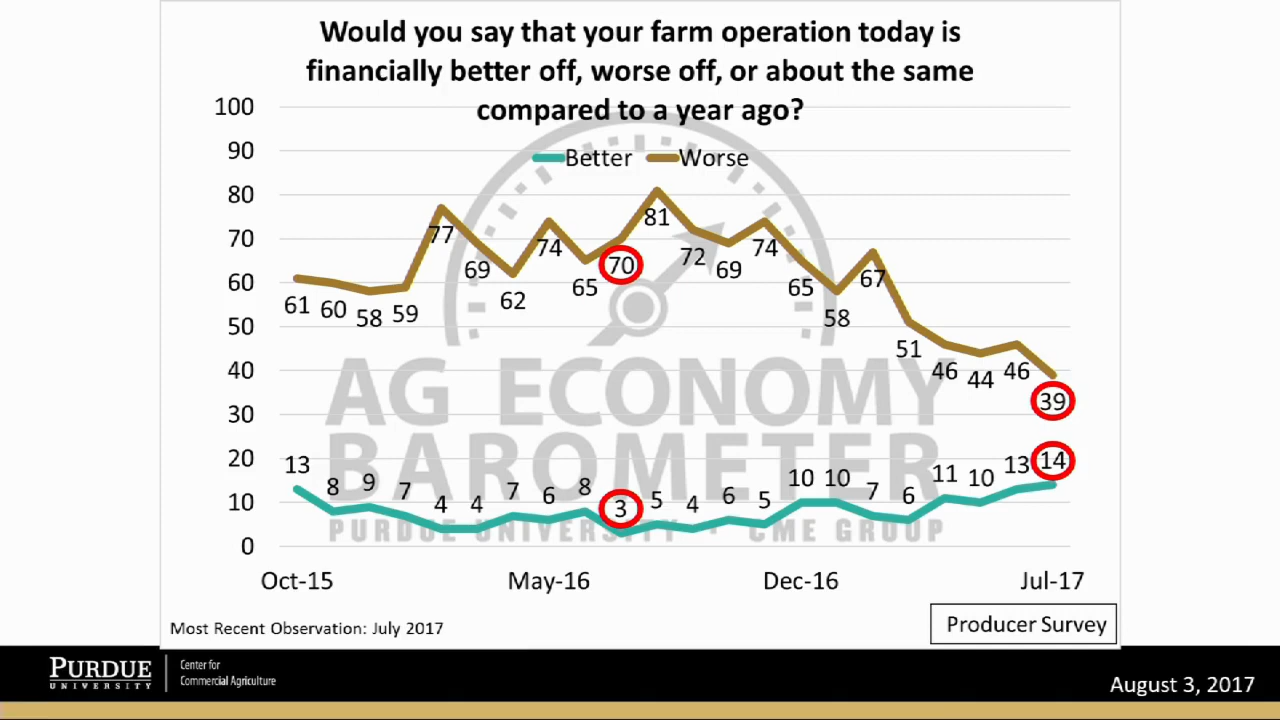 Would you say that your farm operation today is
financially better off, worse off, or about the same
compared to a year ago?
100
90
80
70
60
50
40
30
20
10
0
Better Worse
61 60 58 59 77 69 62 74 65 70 81 72 69 74 65 58 67 51 46 44 46 39
13 8 9 7 4 4 7 6 8 3 5 4 6 5 10 10 7 6 11 10 13 14
AG ECONOMY
BAROMETER
PURDUE UNIVERSITY CME GROUP
Oct-15 May-16 Dec-16 Jul-17
Most Recent Observation: July 2017
Producer Survey
PURDUE
UNIVERSITY
Center for
Commercial Agriculture
August 3, 2017